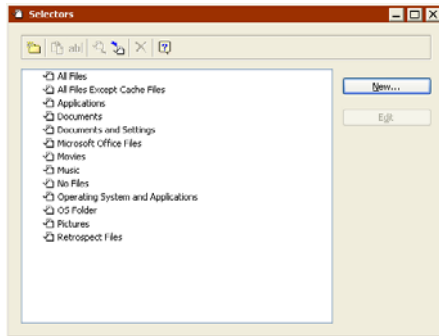 Selectors
abl
All Files
All Files Except Cache Files
New...
Applications
Documents
Edit
Documents and Settings
Microsoft Office Files
Movies
Music
No Files
Operating System and Applications
OS Folder
Pictures
Retrospect Files